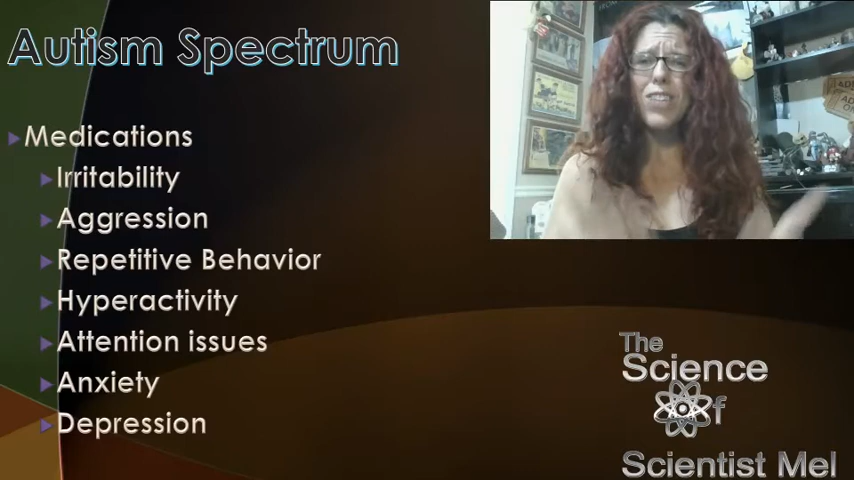 Autism Spectrum
Medications
Irritability
Aggression
Repetitive Behavior
Hyperactivity
Attention issues
Anxiety
Depression
The
Science
Of
Scientist Mel